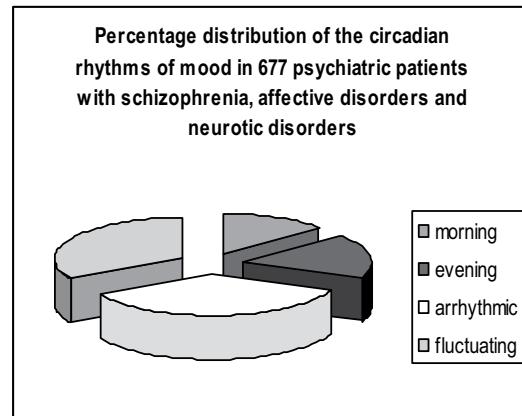 Percentage distribution of the circadian
rhythms of mood in 677 psychiatric patients
with schizophrenia, affective disorders and
neurotic disorders
morning
evening
arrhythmic
fluctuating